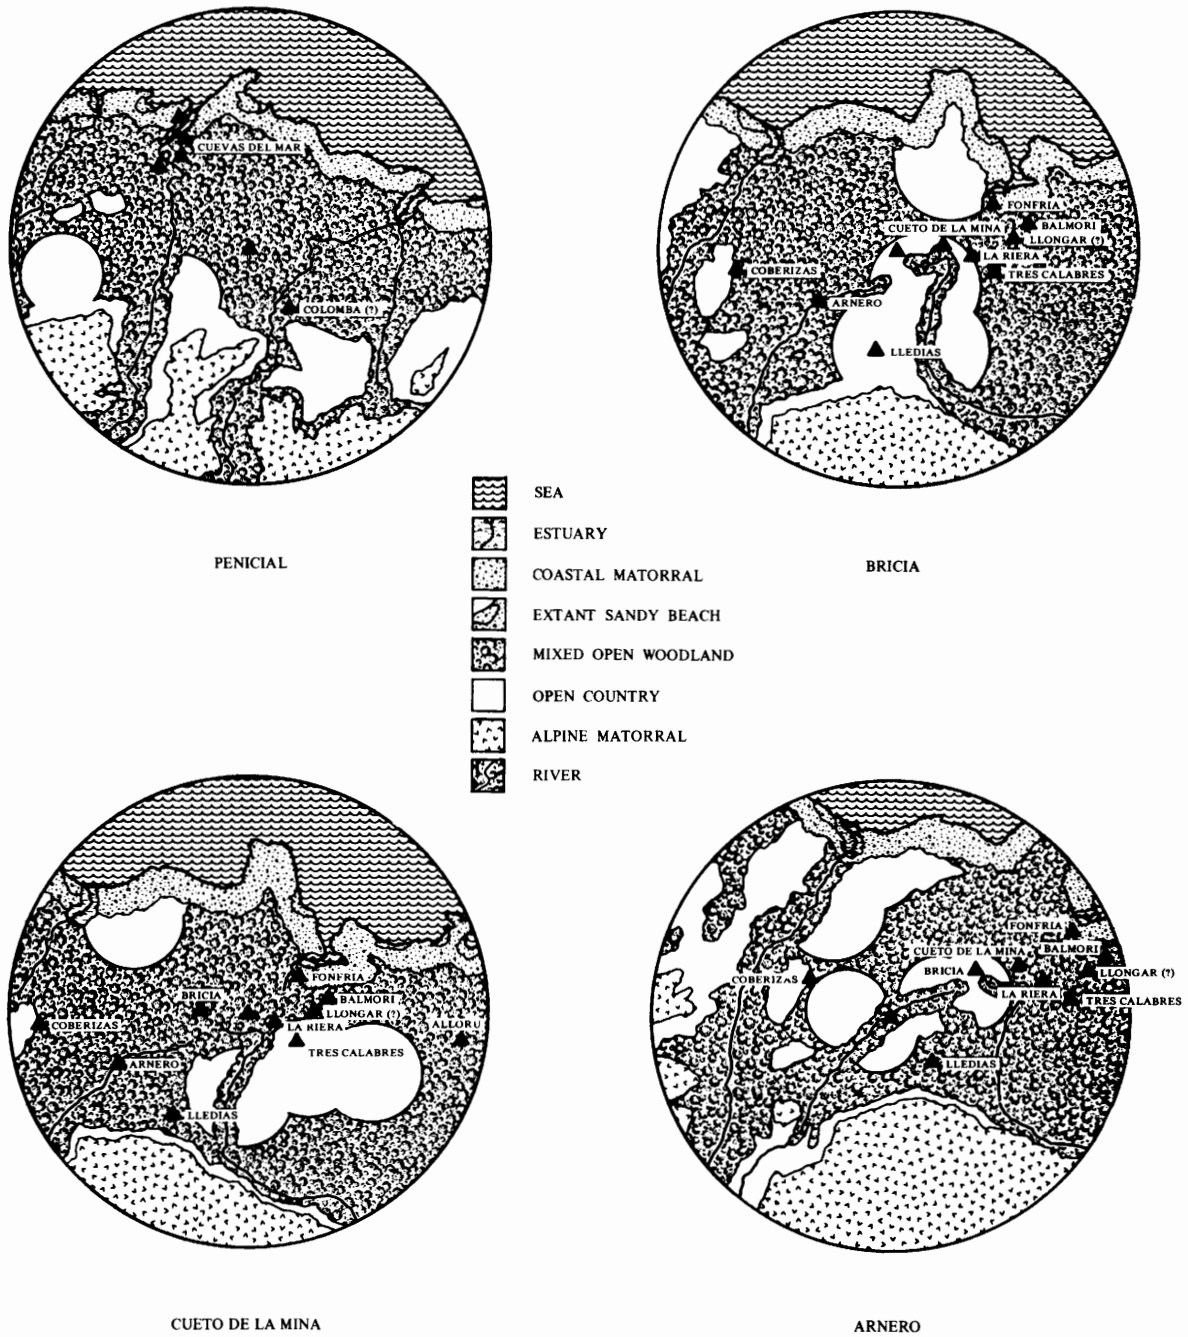 CUEVAS DEL MAR
COLOMBA (?)
PENICIAL
FONFRIA
CUETO DE LA MINA
BALMORI
LLONGAR (?)
LA RIERA
COBERIZAS
TRES CALABRES
ARNERO
LLEDIAS
BRICIA
SEA
ESTUARY
COASTAL MATORRAL
EXTANT SANDY BEACH
MIXED OPEN WOODLAND
OPEN COUNTRY
ALPINE MATORRAL
RIVER
FONFRIA
BRICIA
BALMORI
LLONGAR (?)
COBERIZAS
LA RIERA
ALLORU
TRES CALABRES
ARNERO
LLEDIAS
CUETO DE LA MINA
FONFRIA
CUETO DE LA MINA
BALMORI
BRICIA
LLONGAR (?)
COBERIZAS
LA RIERA
TRES CALABRES
LLEDIAS
ARNERO